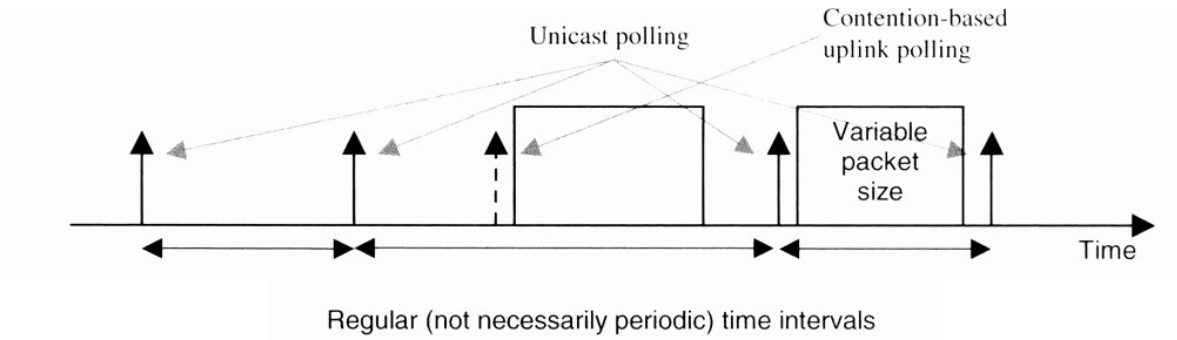 Contention-based
uplink polling
Unicast polling
Variable
packet
size
Time
Regular (not necessarily periodic) time intervals